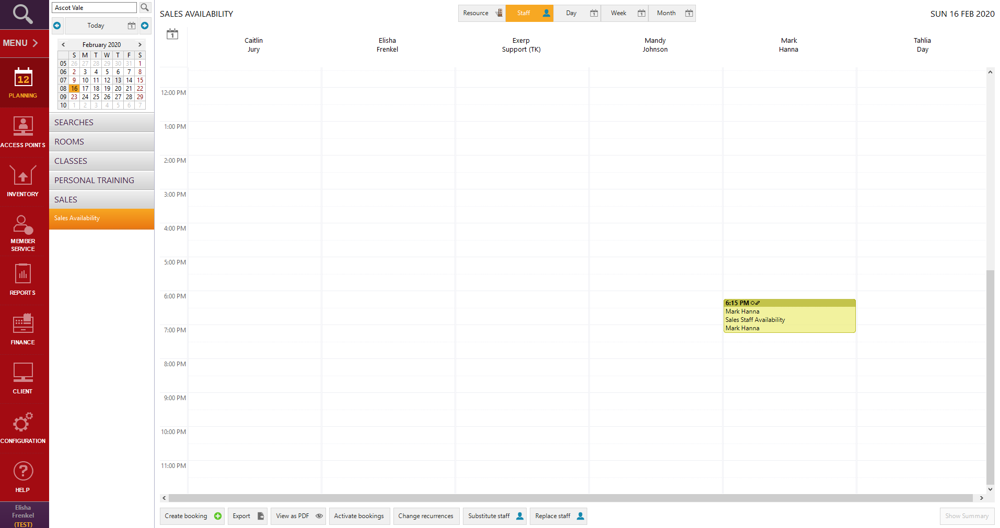 MENU
12
PLANNING
ACCESS POINTS
INVENTORY
MEMBER
SERVICE
REPORTS
FINANCE
CLIENT
CONFIGURATION
?
HELP
Elisha
Frenkel
(TEST)
Ascot Vale
Today 1
< February 2020 >
S M T W T F S
05 26 27 28 29 30 31 1
06 2 3 4 5 6 7 8
07 9 10 11 12 13 14 15
08 16 17 18 19 20 21 22
09 23 24 25 26 27 28 29
10 1 2 3 4 5 6 7
SEARCHES
ROOMS
CLASSES
PERSONAL TRAINING
SALES
Sales Availability
SALES AVAILABILITY
Resource Staff Day 1 Week 1 Month 1
SUN 16 FEB 2020
1
Caitlin
Jury
Elisha
Frenkel
Exerp
Support (TK)
Mandy
Johnson
Mark
Hanna
Tahlia
Day
12:00 PM
1:00 PM
2:00 PM
3:00 PM
4:00 PM
5:00 PM
6:00 PM
7:00 PM
8:00 PM
9:00 PM
10:00 PM
11:00 PM
6:15 PM
Mark Hanna
Sales Staff Availability
Mark Hanna
Create booking Export View as PDF Activate bookings Change recurrences Substitute staff Replace staff Show Summary